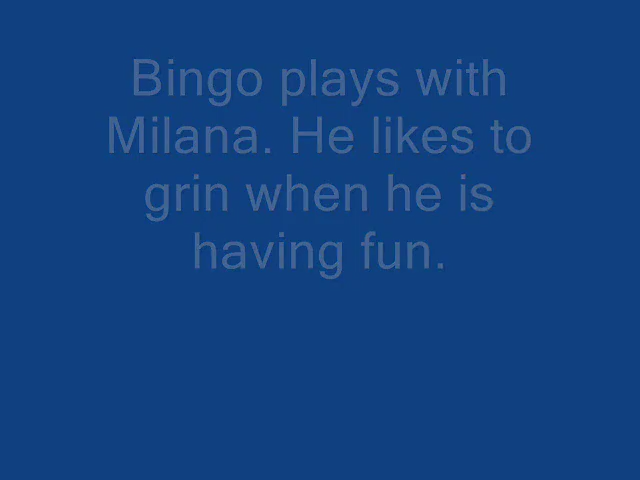 Bingo plays with
Milana. He likes to
grin when he is
having fun.